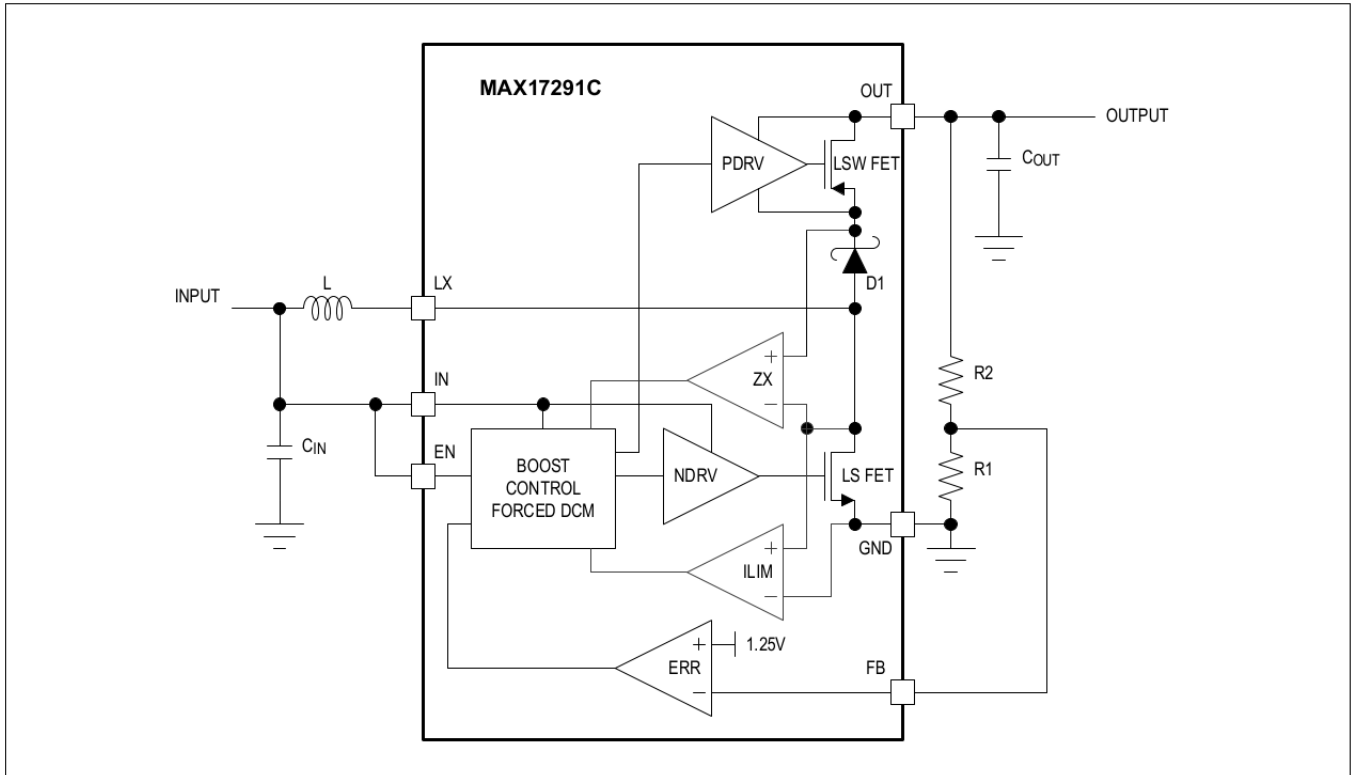 MAX17291C
OUT
OUTPUT
PDRV
LSW FET
COUT
D1
INPUT
L
LX
+
ZX
−
R2
IN
CIN
EN
BOOST
CONTROL
FORCED DCM
NDRV
LS FET
R1
GND
+
ILIM
−
+
1.25V
ERR
−
FB